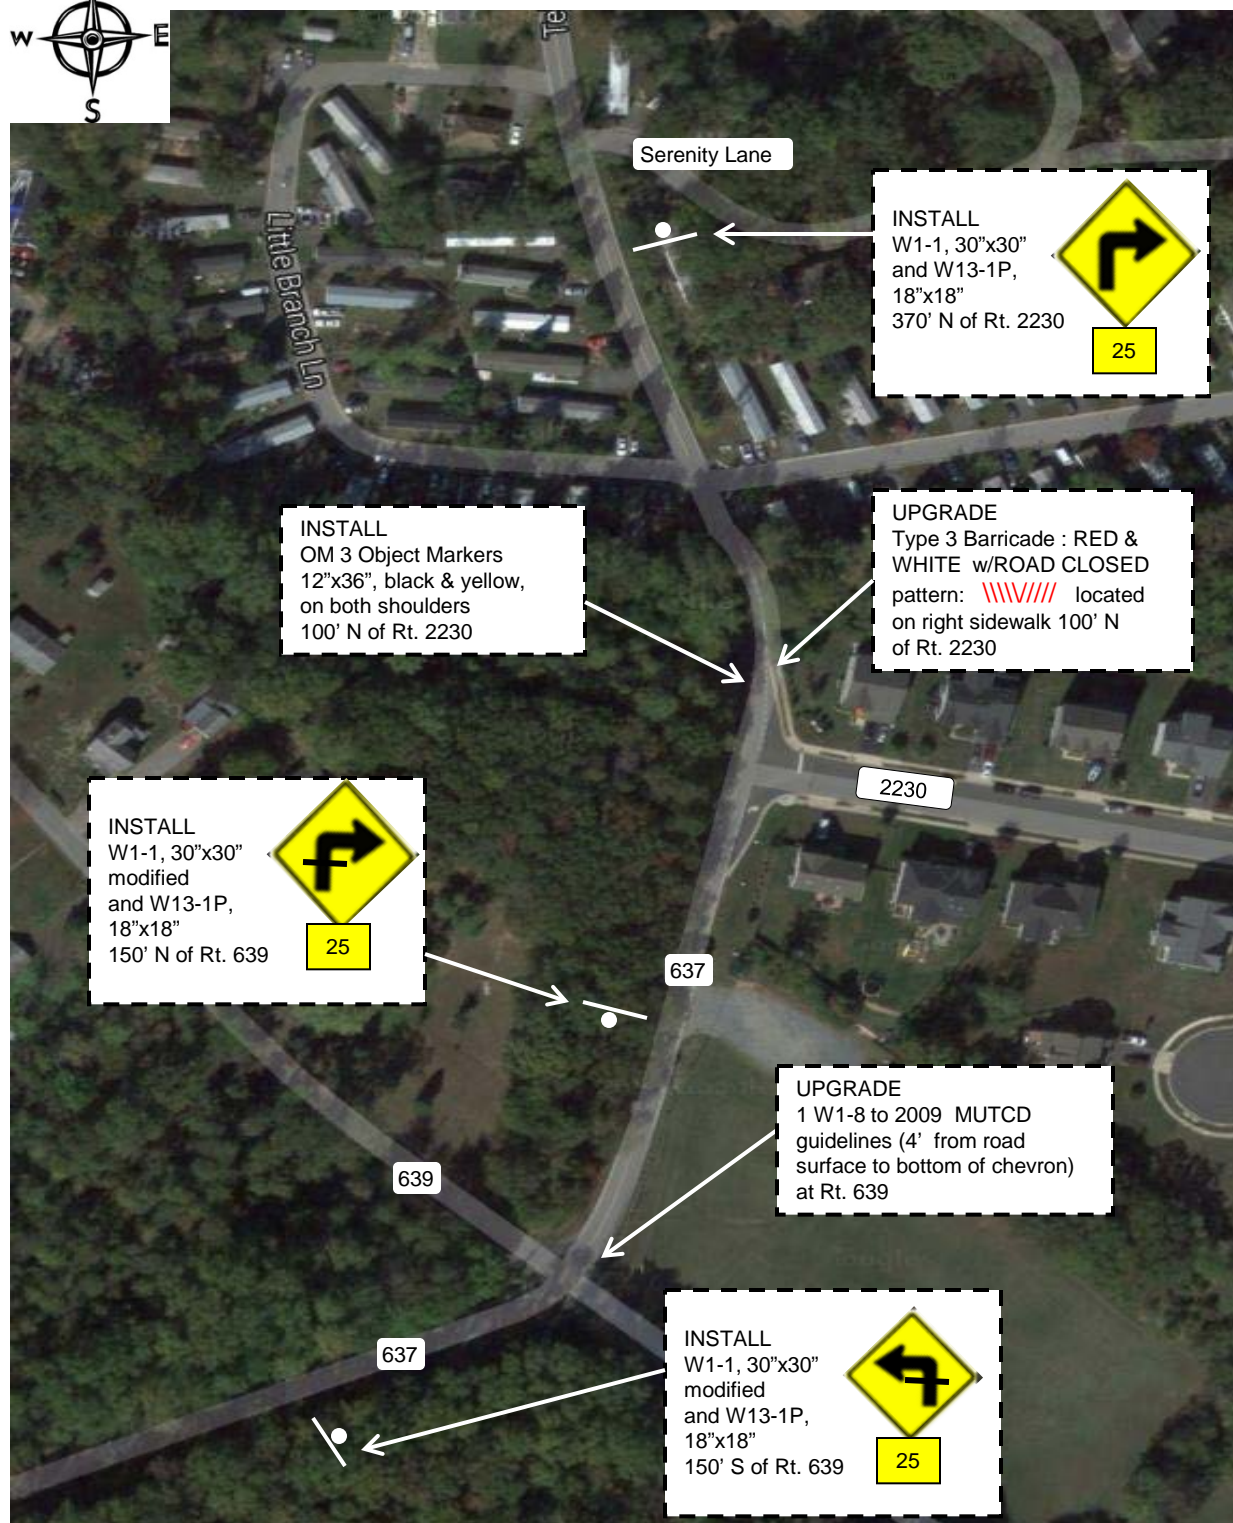 W
E
S
Te
Serenity Lane
INSTALL
W1-1, 30”x30”
and W13-1P,
18”x18”
370’ N of Rt. 2230
25
Little Branch Ln
INSTALL
OM 3 Object Markers
12”x36”, black & yellow,
on both shoulders
100’ N of Rt. 2230
UPGRADE
Type 3 Barricade : RED &
WHITE w/ROAD CLOSED
pattern: \\\\\///// located
on right sidewalk 100’ N
of Rt. 2230
2230
INSTALL
W1-1, 30”x30”
modified
and W13-1P,
18”x18”
150’ N of Rt. 639
25
637
UPGRADE
1 W1-8 to 2009 MUTCD
guidelines (4’ from road
surface to bottom of chevron)
at Rt. 639
639
637
INSTALL
W1-1, 30”x30”
modified
and W13-1P,
18”x18”
150’ S of Rt. 639
25